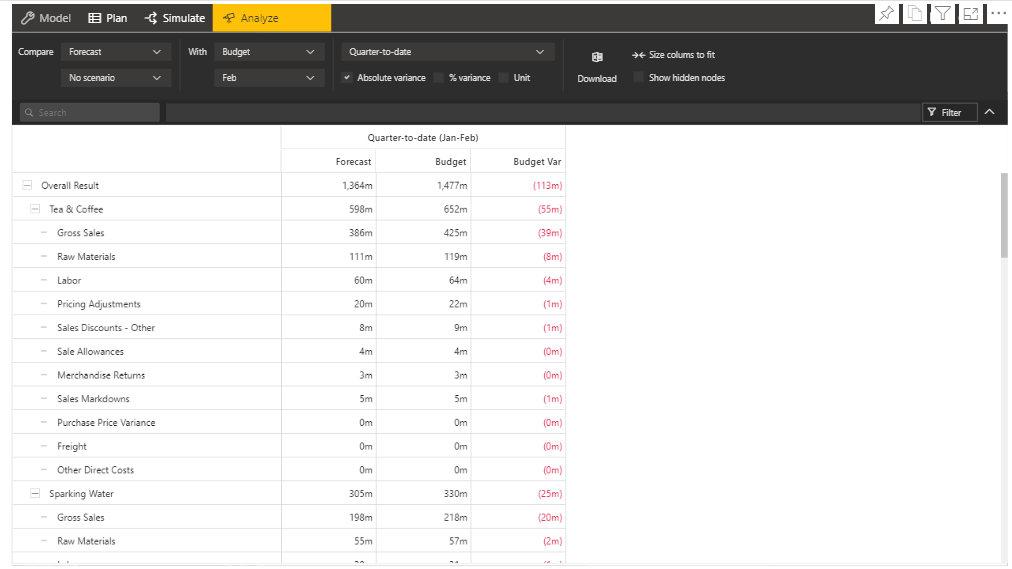 Model Plan Simulate Analyze
Compare Forecast With Budget Quarter-to-date Size colums to fit
No scenario Feb Absolute variance % variance Unit Download Show hidden nodes
Search Filter
Quarter-to-date (Jan-Feb)
Forecast Budget Budget Var
Overall Result 1,364m 1,477m (113m)
Tea & Coffee 598m 652m (55m)
Gross Sales 386m 425m (39m)
Raw Materials 111m 119m (8m)
Labor 60m 64m (4m)
Pricing Adjustments 20m 22m (1m)
Sales Discounts - Other 8m 9m (1m)
Sale Allowances 4m 4m (0m)
Merchandise Returns 3m 3m (0m)
Sales Markdowns 5m 5m (1m)
Purchase Price Variance 0m 0m (0m)
Freight 0m 0m (0m)
Other Direct Costs 0m 0m (0m)
Sparking Water 305m 330m (25m)
Gross Sales 198m 218m (20m)
Raw Materials 55m 57m (2m)